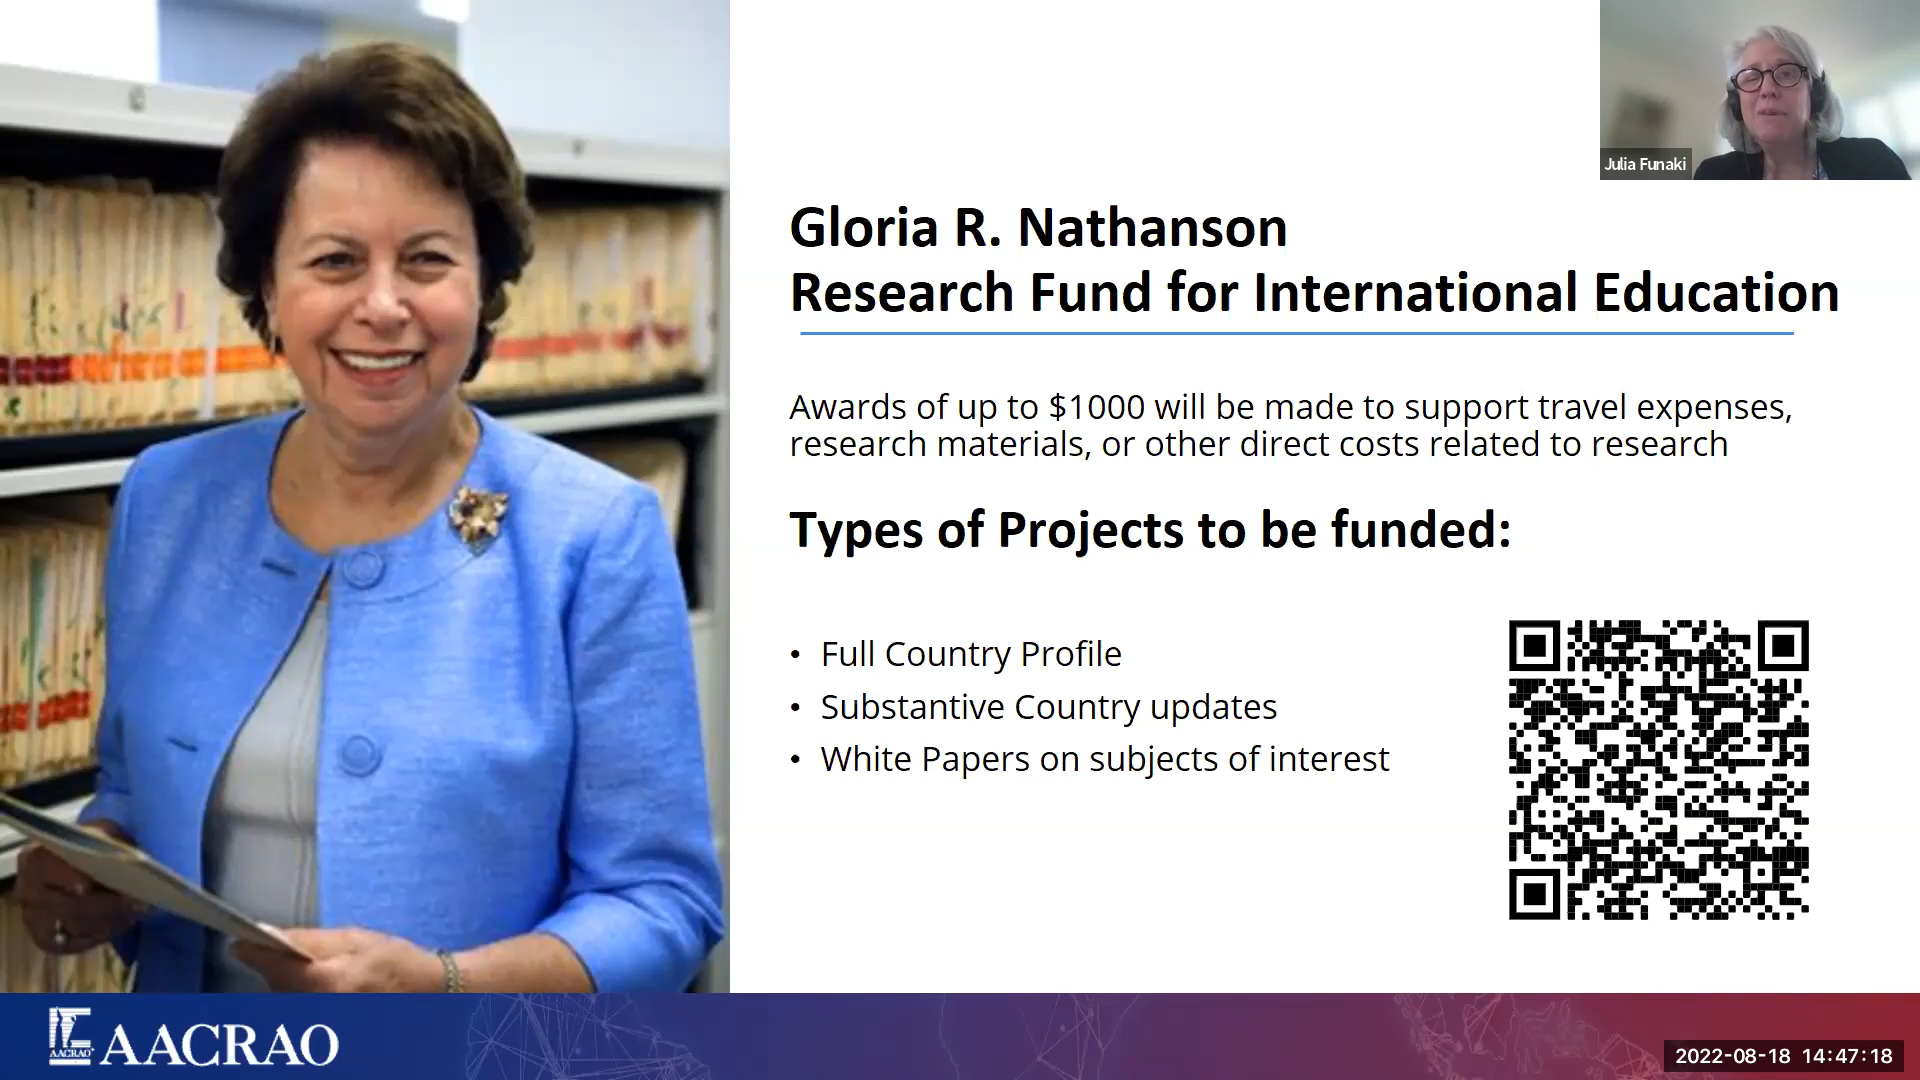 Julia Funaki
Gloria R. Nathanson
Research Fund for International Education
Awards of up to $1000 will be made to support travel expenses,
research materials, or other direct costs related to research
Types of Projects to be funded:
• Full Country Profile
• Substantive Country updates
• White Papers on subjects of interest
AACRAO
AACRAO
2022-08-18 14:47:18